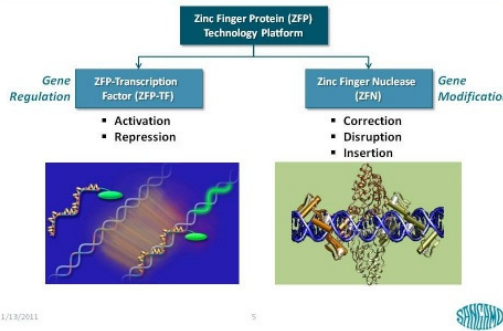 Zinc Finger Protein (ZFP)
Technology Platform
Gene
Regulation
ZFP-Transcription
Factor (ZFP-TF)
Zinc Finger Nuclease
(ZFN)
Gene
Modification
▪ Activation
▪ Repression
▪ Correction
▪ Disruption
▪ Insertion
1/13/2011
5
SANGAMO